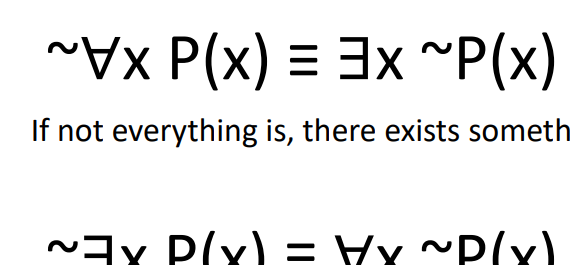 ~∀x P(x) ≡ ∃x ~P(x)
If not everything is, there exists someth
~∃x P(x) = ∀x ~P(x)